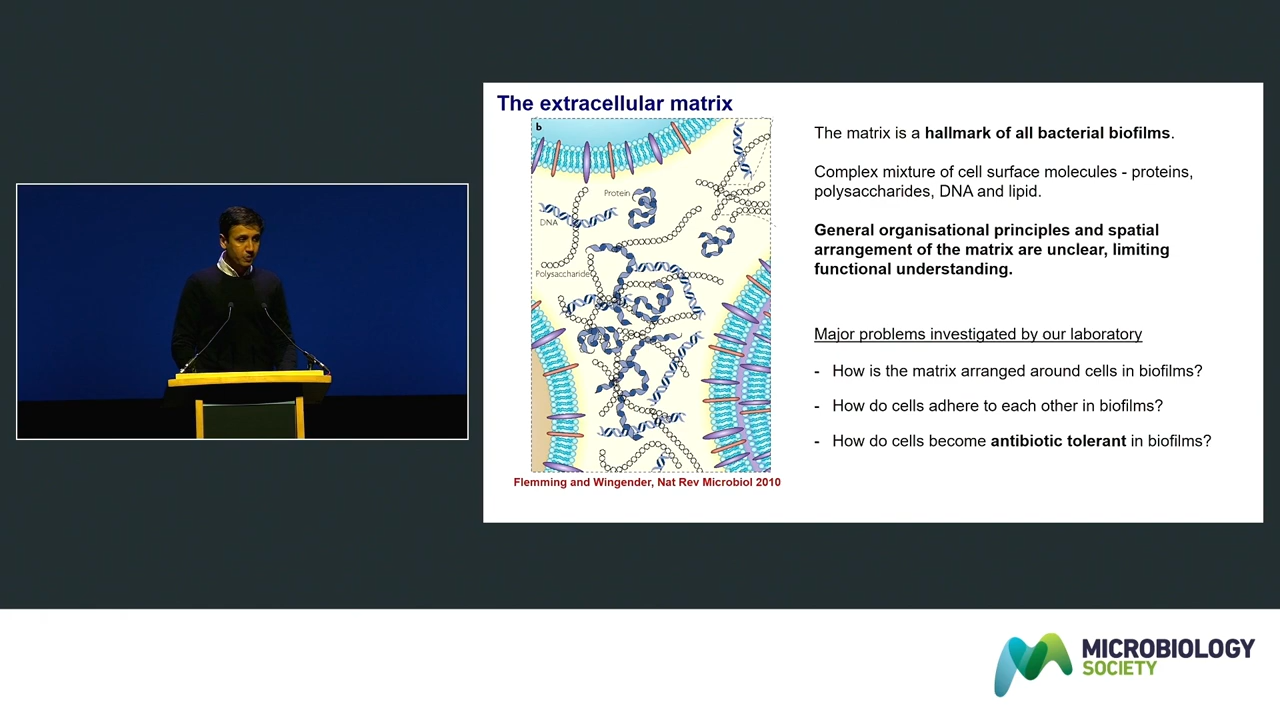 The extracellular matrix
b
Protein
DNA
Polysaccharide
Flemming and Wingender, Nat Rev Microbiol 2010
The matrix is a hallmark of all bacterial biofilms.
Complex mixture of cell surface molecules - proteins,
polysaccharides, DNA and lipid.
General organisational principles and spatial
arrangement of the matrix are unclear, limiting
functional understanding.
Major problems investigated by our laboratory
- How is the matrix arranged around cells in biofilms?
- How do cells adhere to each other in biofilms?
- How do cells become antibiotic tolerant in biofilms?
MICROBIOLOGY
SOCIETY